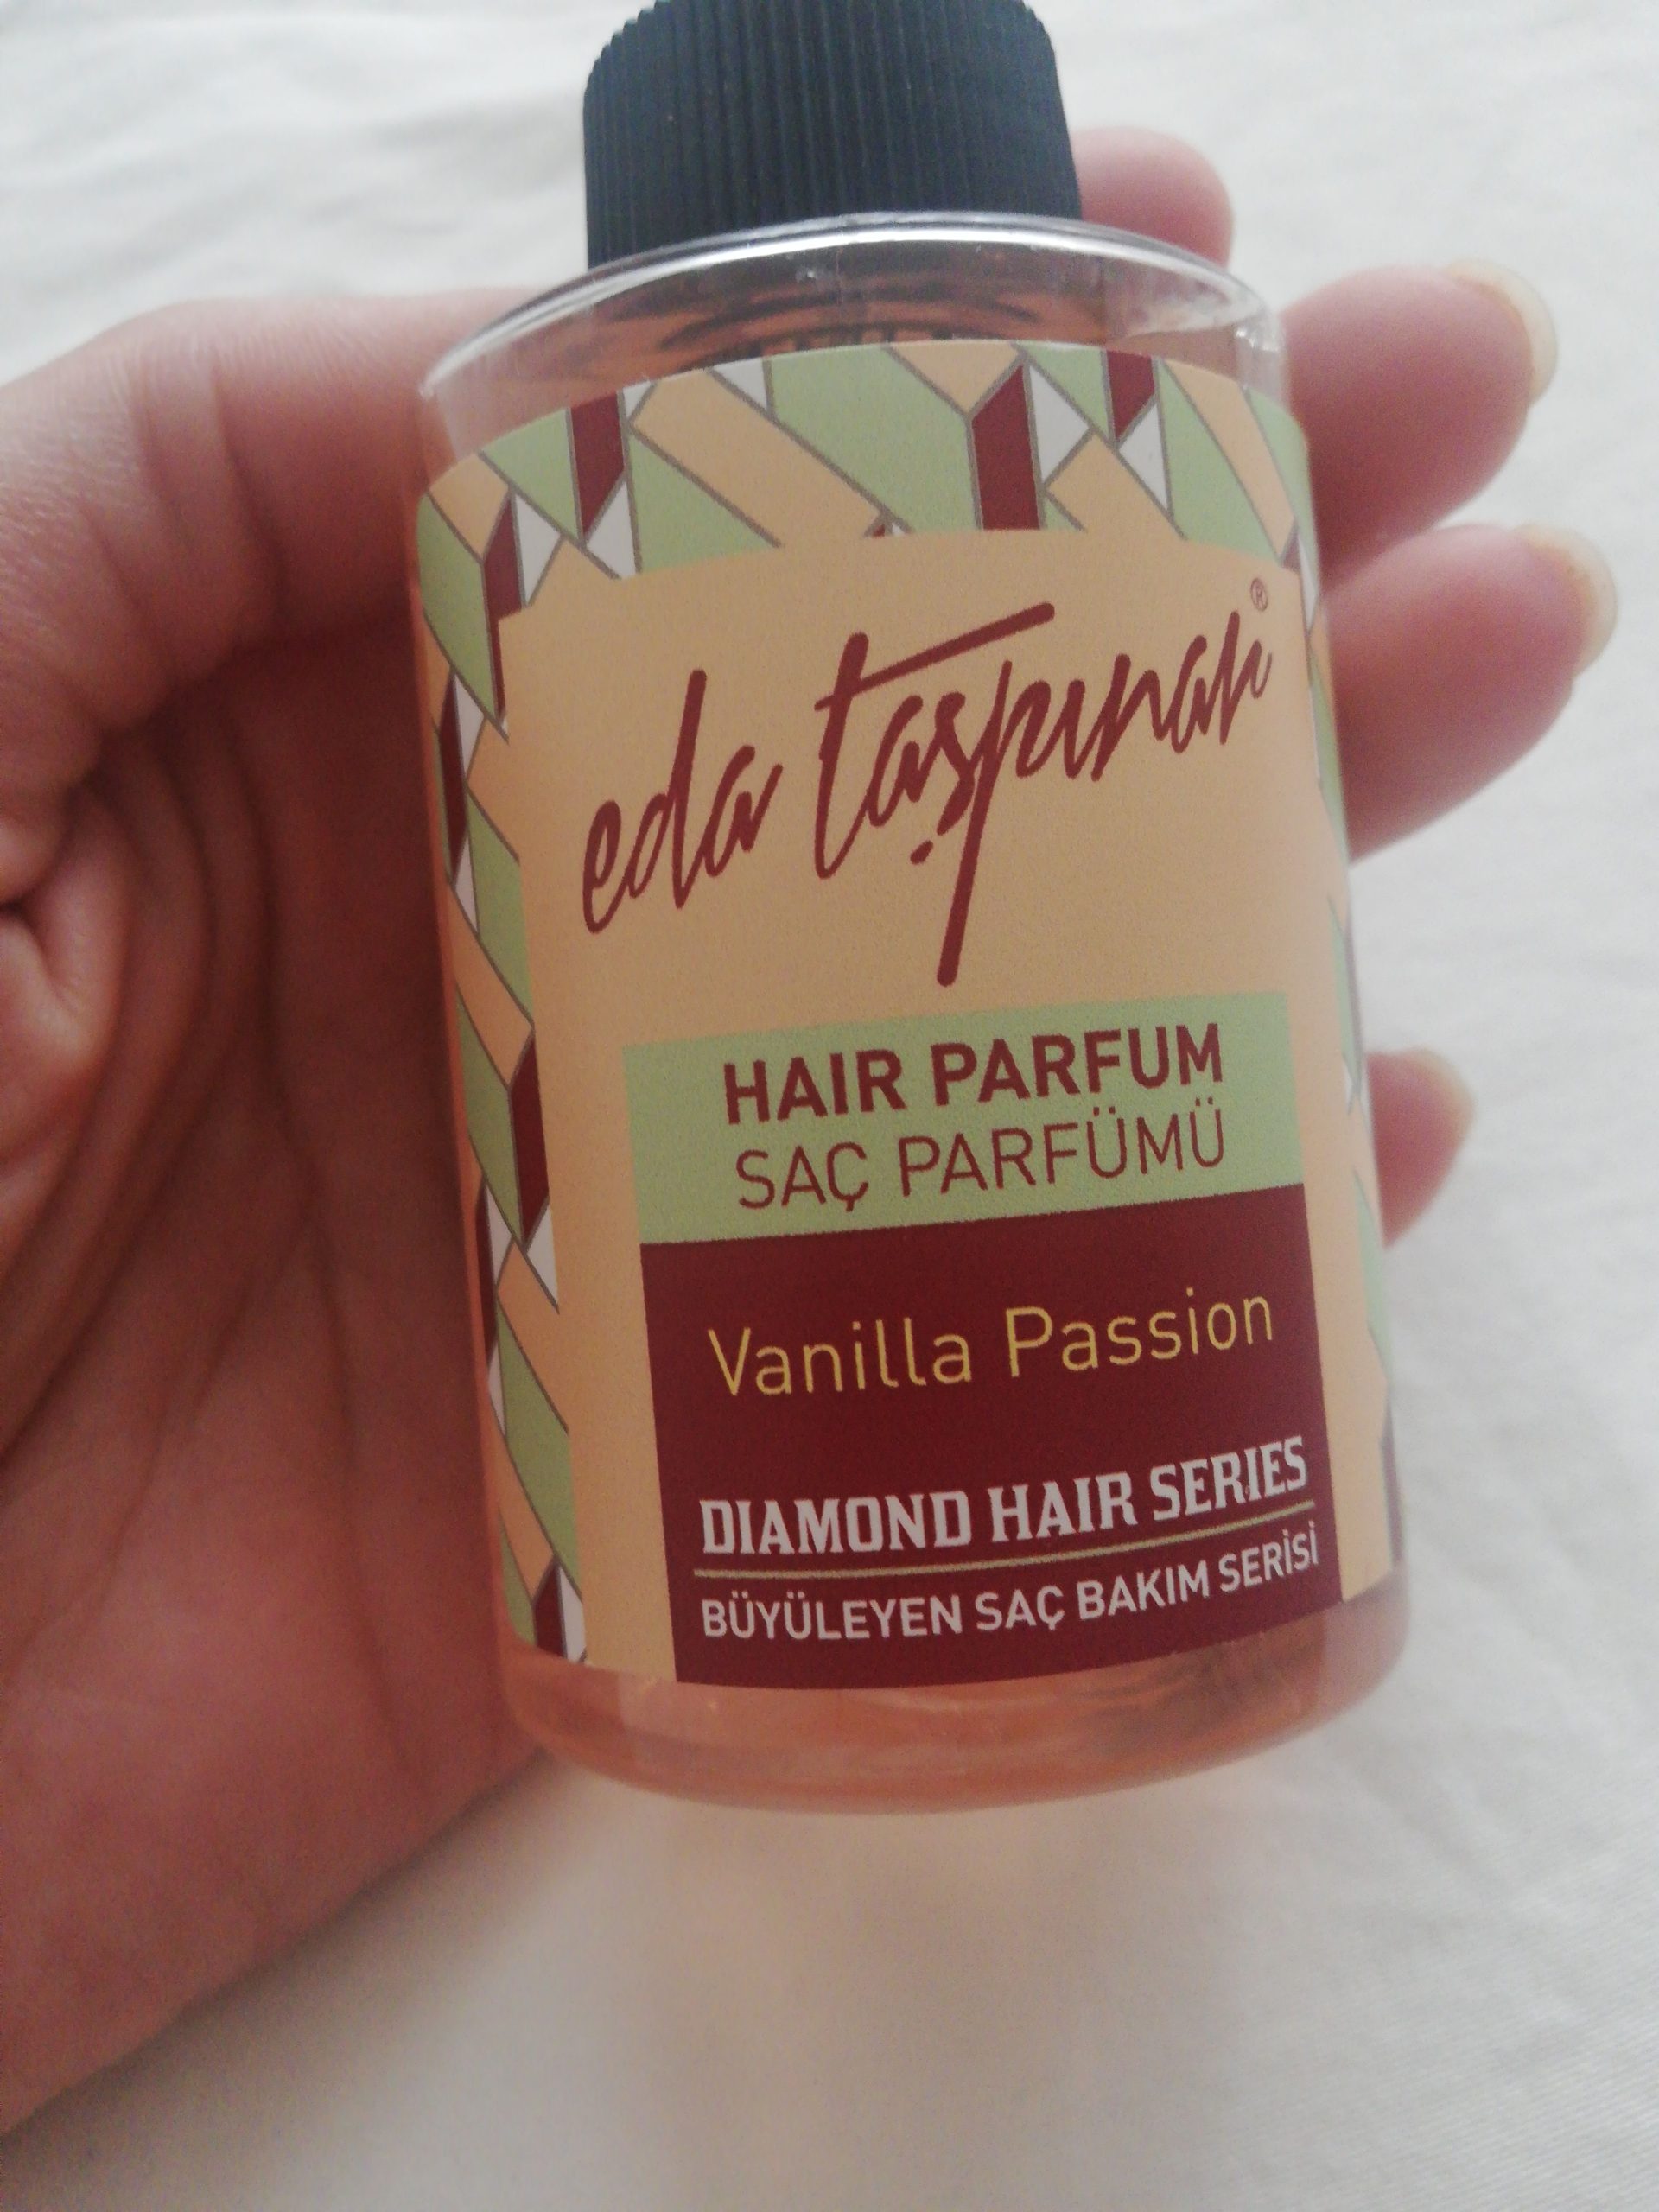 eda taşpınar®
HAIR PARFUM
SAÇ PARFÜMÜ
Vanilla Passion
DIAMOND HAIR SERIES
BÜYÜLEYEN SAÇ BAKIM SERİSİ